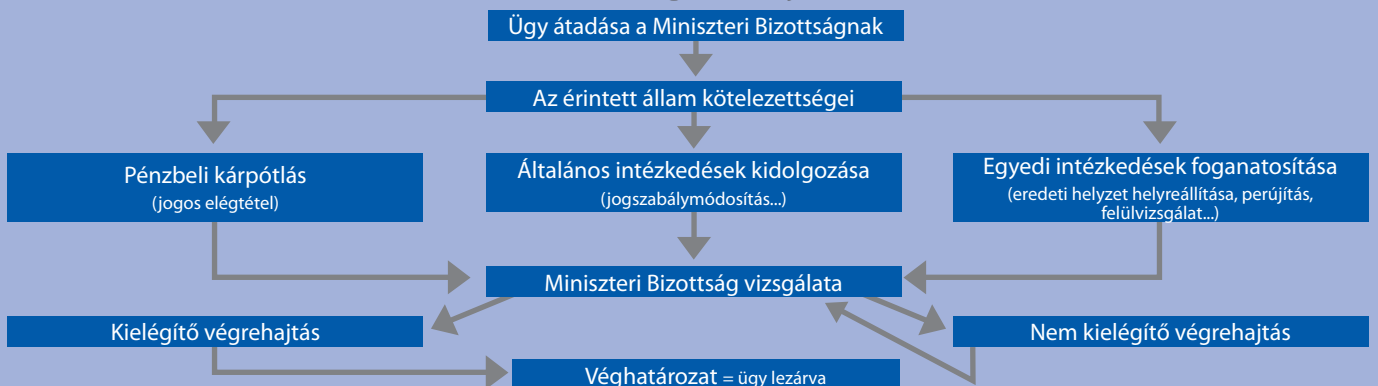 Ügy átadása a Miniszteri Bizottságnak
Az érintett állam kötelezettségei
Pénzbeli kárpótlás
(jogos elégtétel)
Általános intézkedések kidolgozása
(jogszabálymódosítás...)
Egyedi intézkedések foganatosítása
(eredeti helyzet helyreállítása, perújítás,
felülvizsgálat...)
Miniszteri Bizottság vizsgálata
Kielégítő végrehajtás
Nem kielégítő végrehajtás
Véghatározat = ügy lezárva